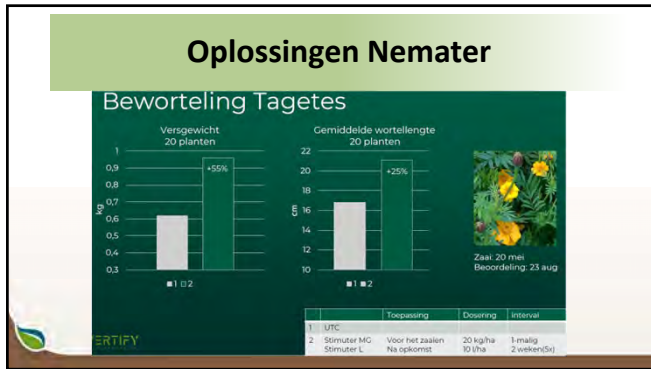 Oplossingen Nemater
Beworteling Tagetes
Versgewicht
20 planten
1
0,9
0,8
0,7
0,6
0,5
0,4
0,3
kg
+55%
1 2
Gemiddelde wortellengte
20 planten
22
20
18
16
14
12
10
cm
+25%
1 2
Zaai: 20 mei
Beoordeling: 23 aug
Toepassing Dosering Interval
1 UTC
2 Stimuter MG Voor het zaaien 20 kg/ha 1-malig
Stimuter L Na opkomst 10 l/ha 2 weken(5x)
ERTIFY